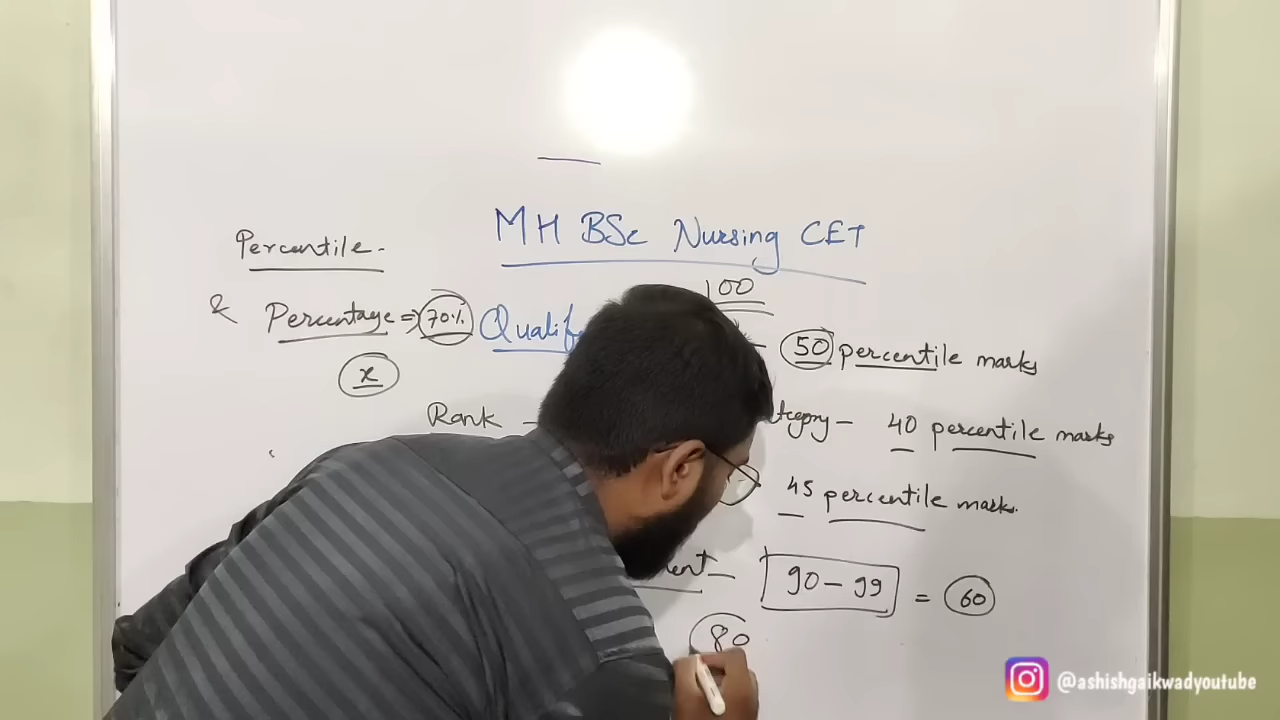 MH BSc Nursing CET
Percentile -
& Percentage => 70%
x
100
50 percentile marks
Rank -
40 percentile marks
45 percentile marks.
90 - 99 = 60
80
@ashishgaikwadyoutube